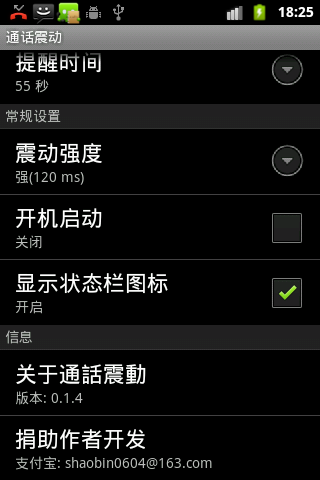 18:25
通话震动
提醒时间
55 秒
常规设置
震动强度
强(120 ms)
开机启动
关闭
显示状态栏图标
开启
信息
关于通話震動
版本: 0.1.4
捐助作者开发
支付宝: shaobin0604@163.com